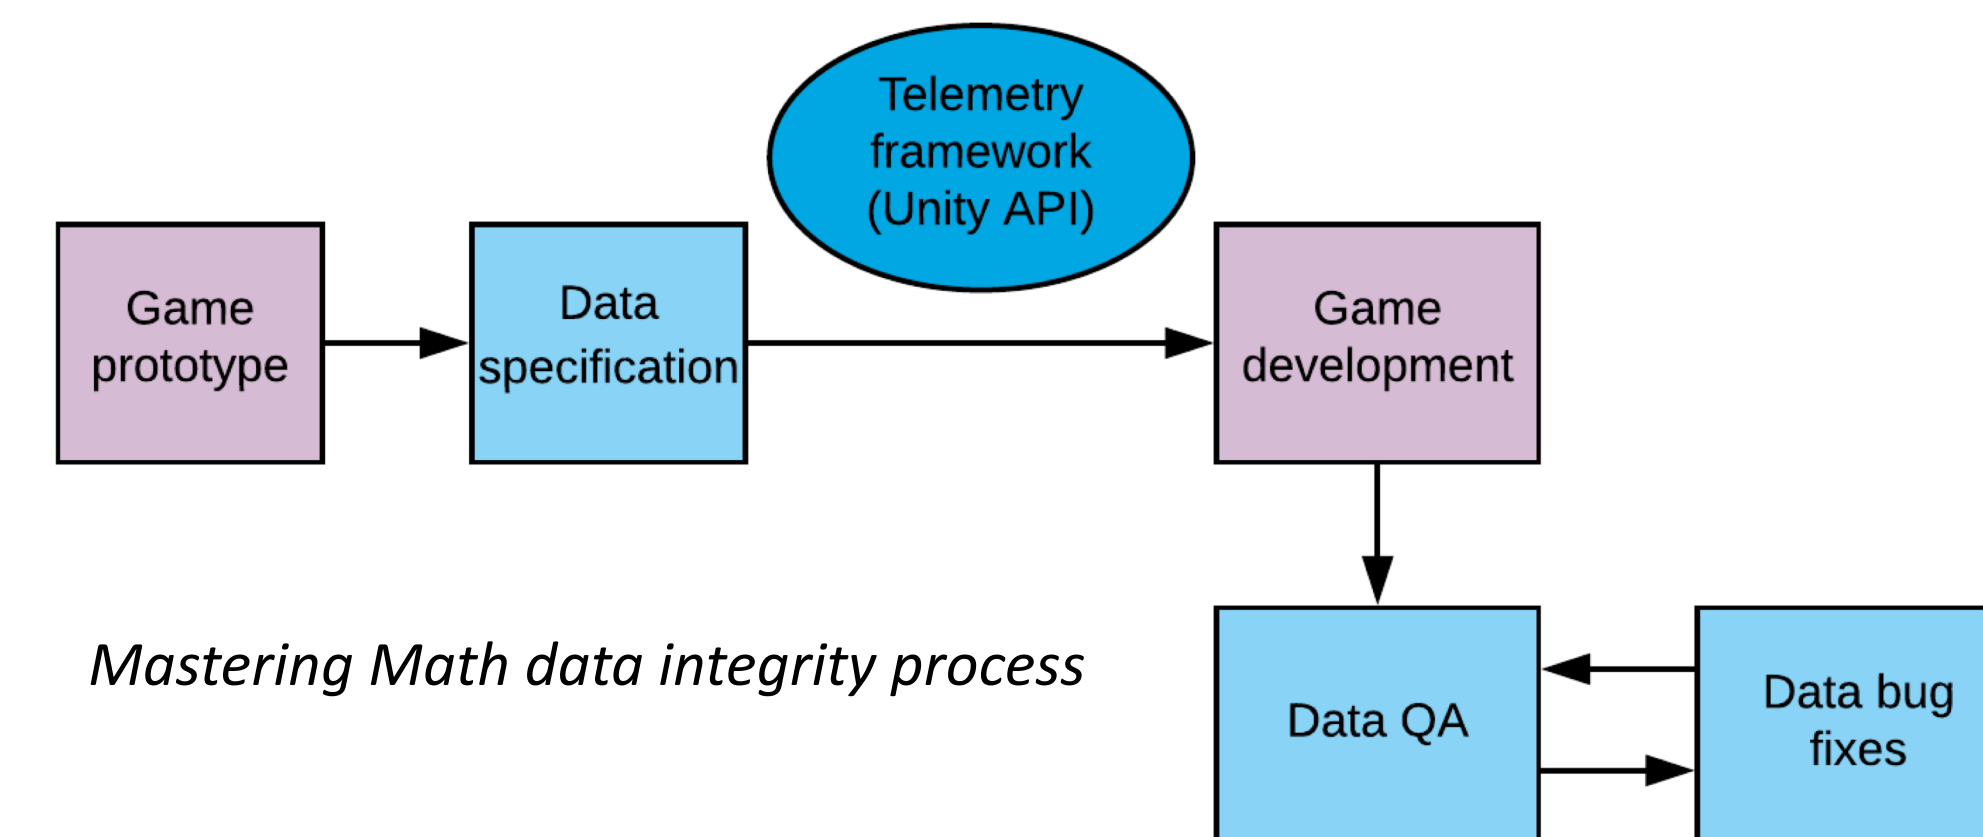 Telemetry
framework
(Unity API)
Game
prototype
Data
specification
Game
development
Mastering Math data integrity process
Data QA
Data bug
fixes